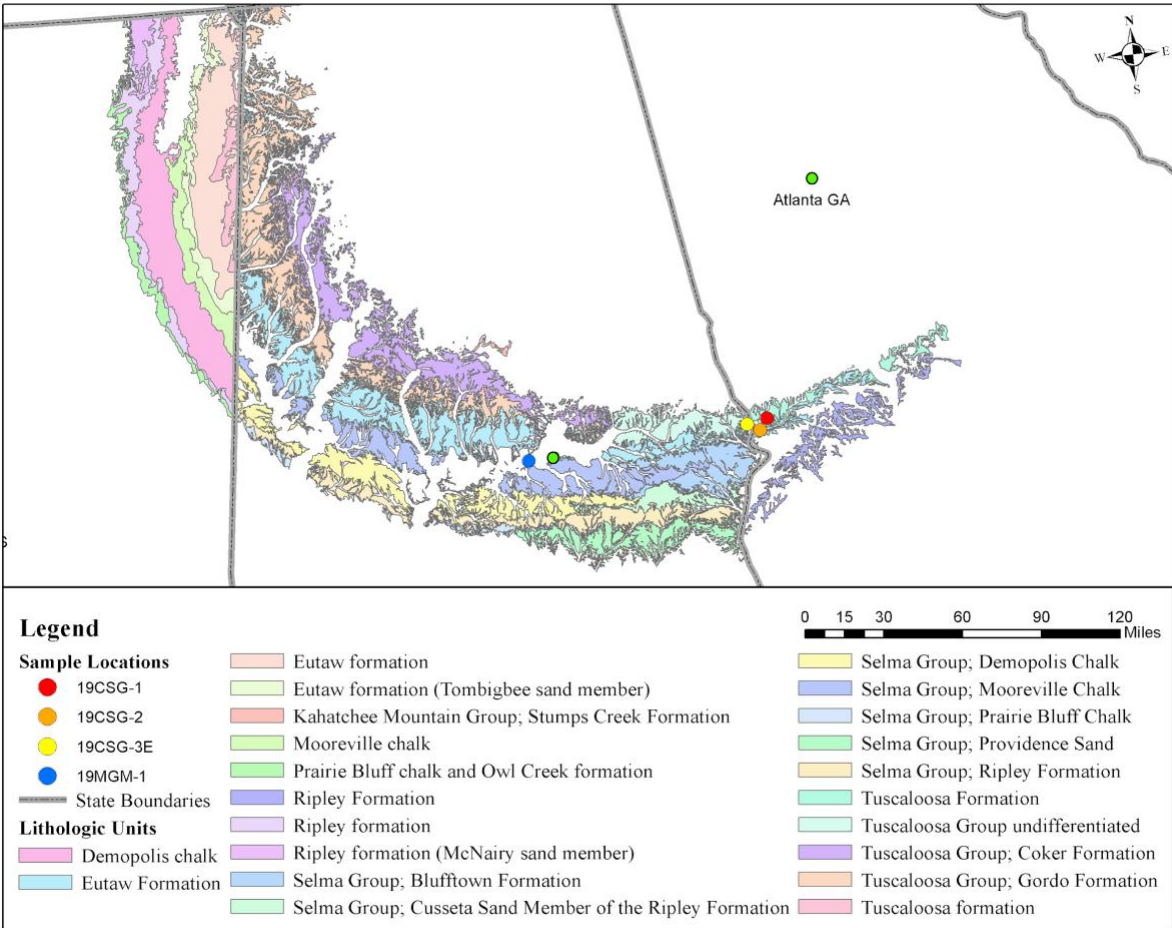 N
W E
S
Atlanta GA
s
Legend
Sample Locations
19CSG-1
19CSG-2
19CSG-3E
19MGM-1
State Boundaries
Lithologic Units
Demopolis chalk
Eutaw Formation
Eutaw formation
Eutaw formation (Tombigbee sand member)
Kahatchee Mountain Group; Stumps Creek Formation
Mooreville chalk
Prairie Bluff chalk and Owl Creek formation
Ripley Formation
Ripley formation
Ripley formation (McNairy sand member)
Selma Group; Blufftown Formation
Selma Group; Cusseta Sand Member of the Ripley Formation
0 15 30 60 90 120
Miles
Selma Group; Demopolis Chalk
Selma Group; Mooreville Chalk
Selma Group; Prairie Bluff Chalk
Selma Group; Providence Sand
Selma Group; Ripley Formation
Tuscaloosa Formation
Tuscaloosa Group undifferentiated
Tuscaloosa Group; Coker Formation
Tuscaloosa Group; Gordo Formation
Tuscaloosa formation